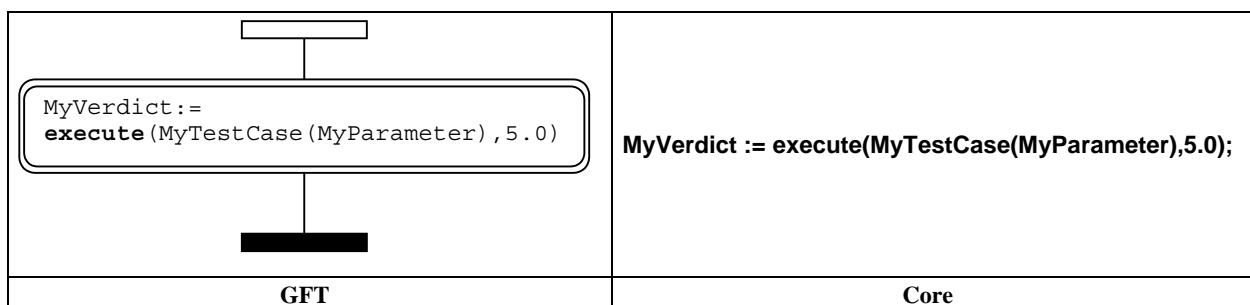 MyVerdict:=
execute(MyTestCase(MyParameter),5.0)
MyVerdict := execute(MyTestCase(MyParameter),5.0);
GFT
Core